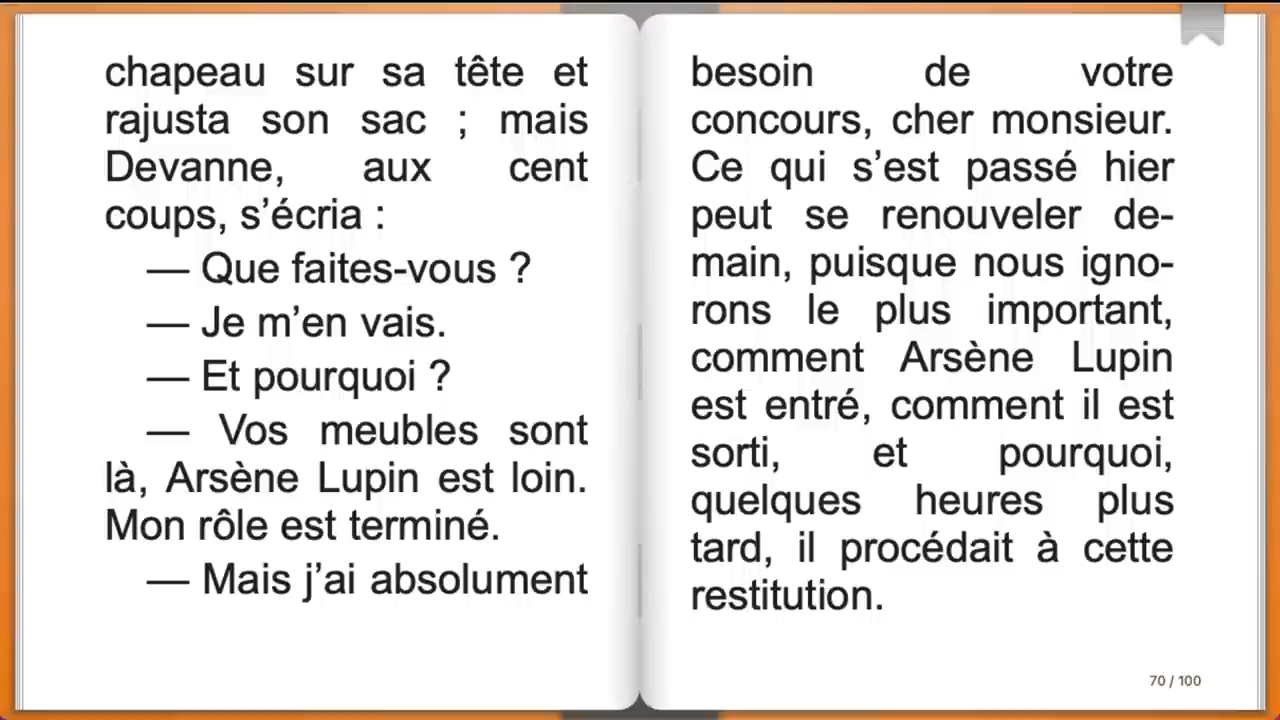 chapeau sur sa tête et
rajusta son sac ; mais
Devanne, aux cent
coups, s’écria :
— Que faites-vous ?
— Je m’en vais.
— Et pourquoi ?
— Vos meubles sont
là, Arsène Lupin est loin.
Mon rôle est terminé.
— Mais j’ai absolument
besoin de votre
concours, cher monsieur.
Ce qui s’est passé hier
peut se renouveler de-
main, puisque nous igno-
rons le plus important,
comment Arsène Lupin
est entré, comment il est
sorti, et pourquoi,
quelques heures plus
tard, il procédait à cette
restitution.
70 / 100